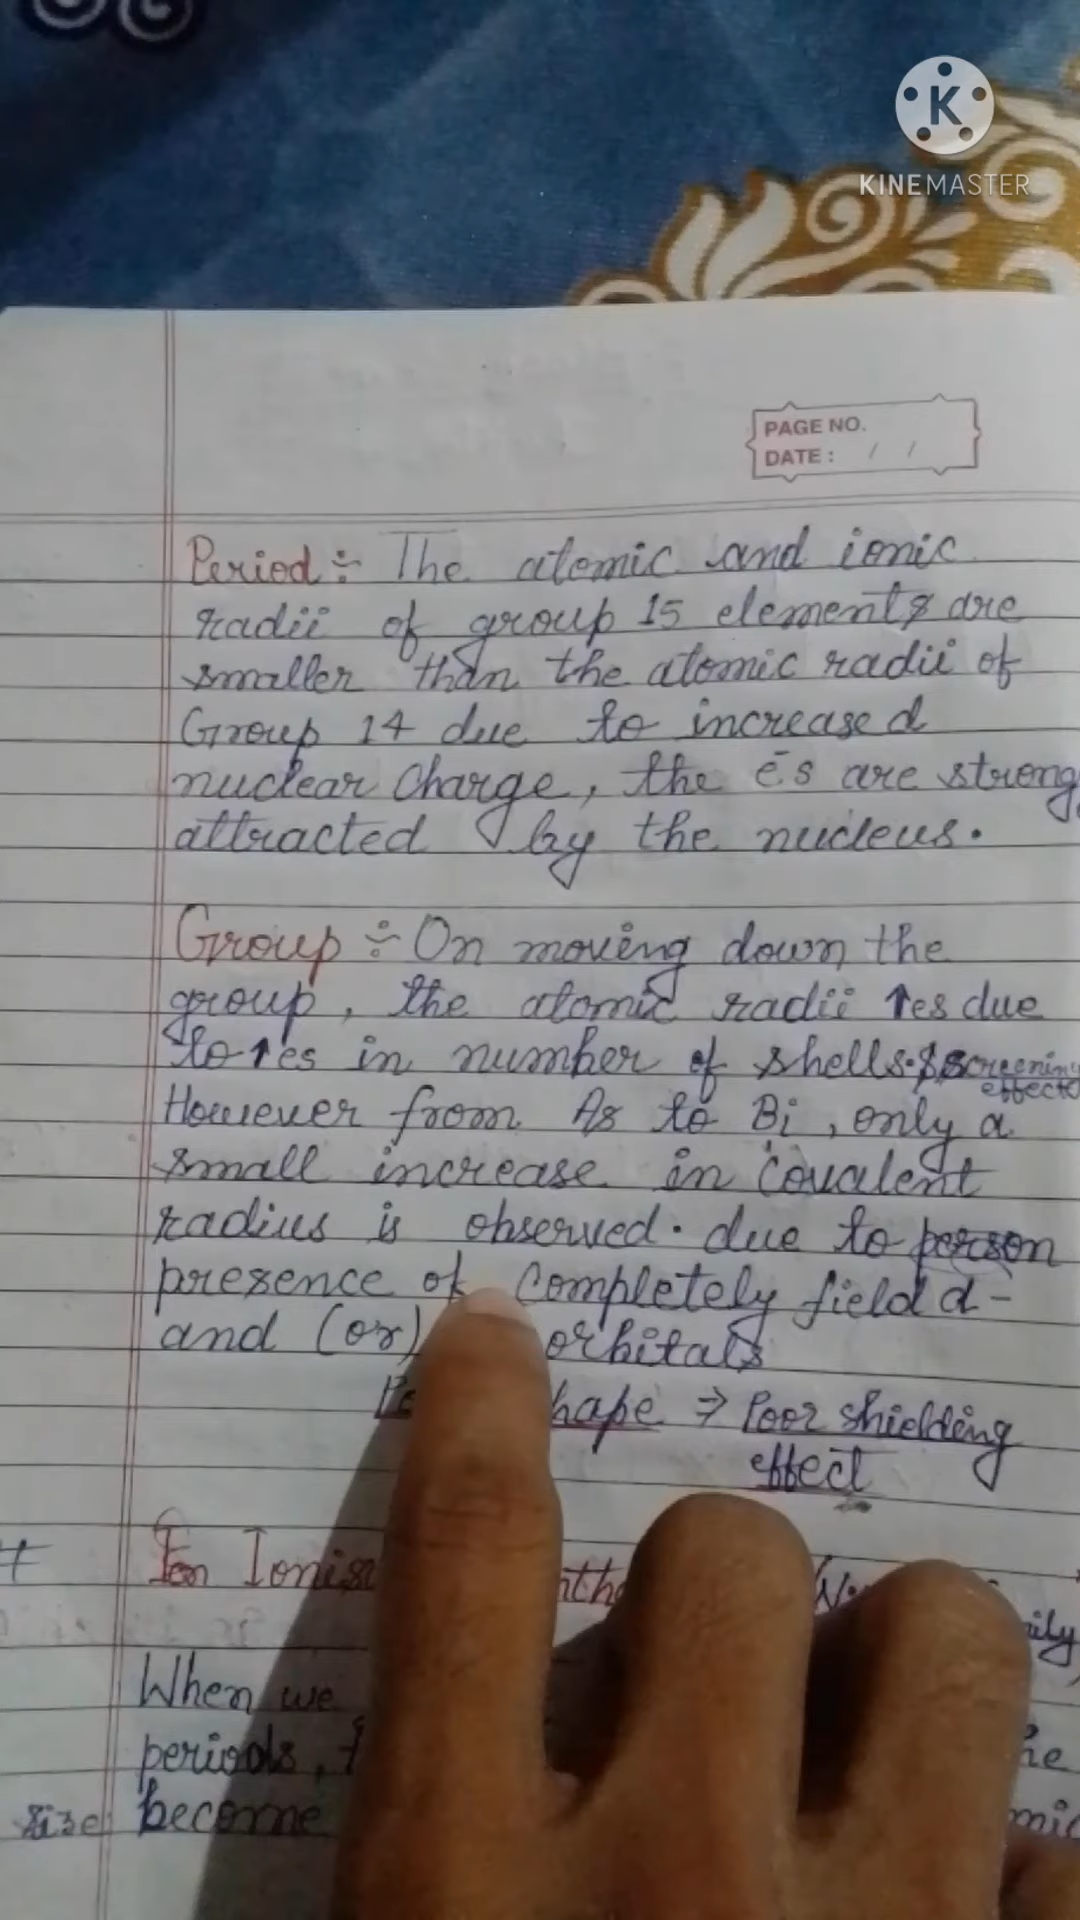 K
KINEMASTER
PAGE NO.
DATE: / /
Period ÷ The atomic and ionic
radii of group 15 elements are
smaller than the atomic radii of
Group 14 due to increased
nuclear charge, the ēs are strong
attracted by the nucleus.
Group ÷ On moving down the
group, the atomic radii ↑es due
to ↑es in number of shells. & screening
effect
However from As to Bi, only a
small increase in covalent
radius is observed. due to
presence of completely field d-
and (or) orbitals
hape ⇒ Poor shielding
effect
Ionis
When we
periods,
size become